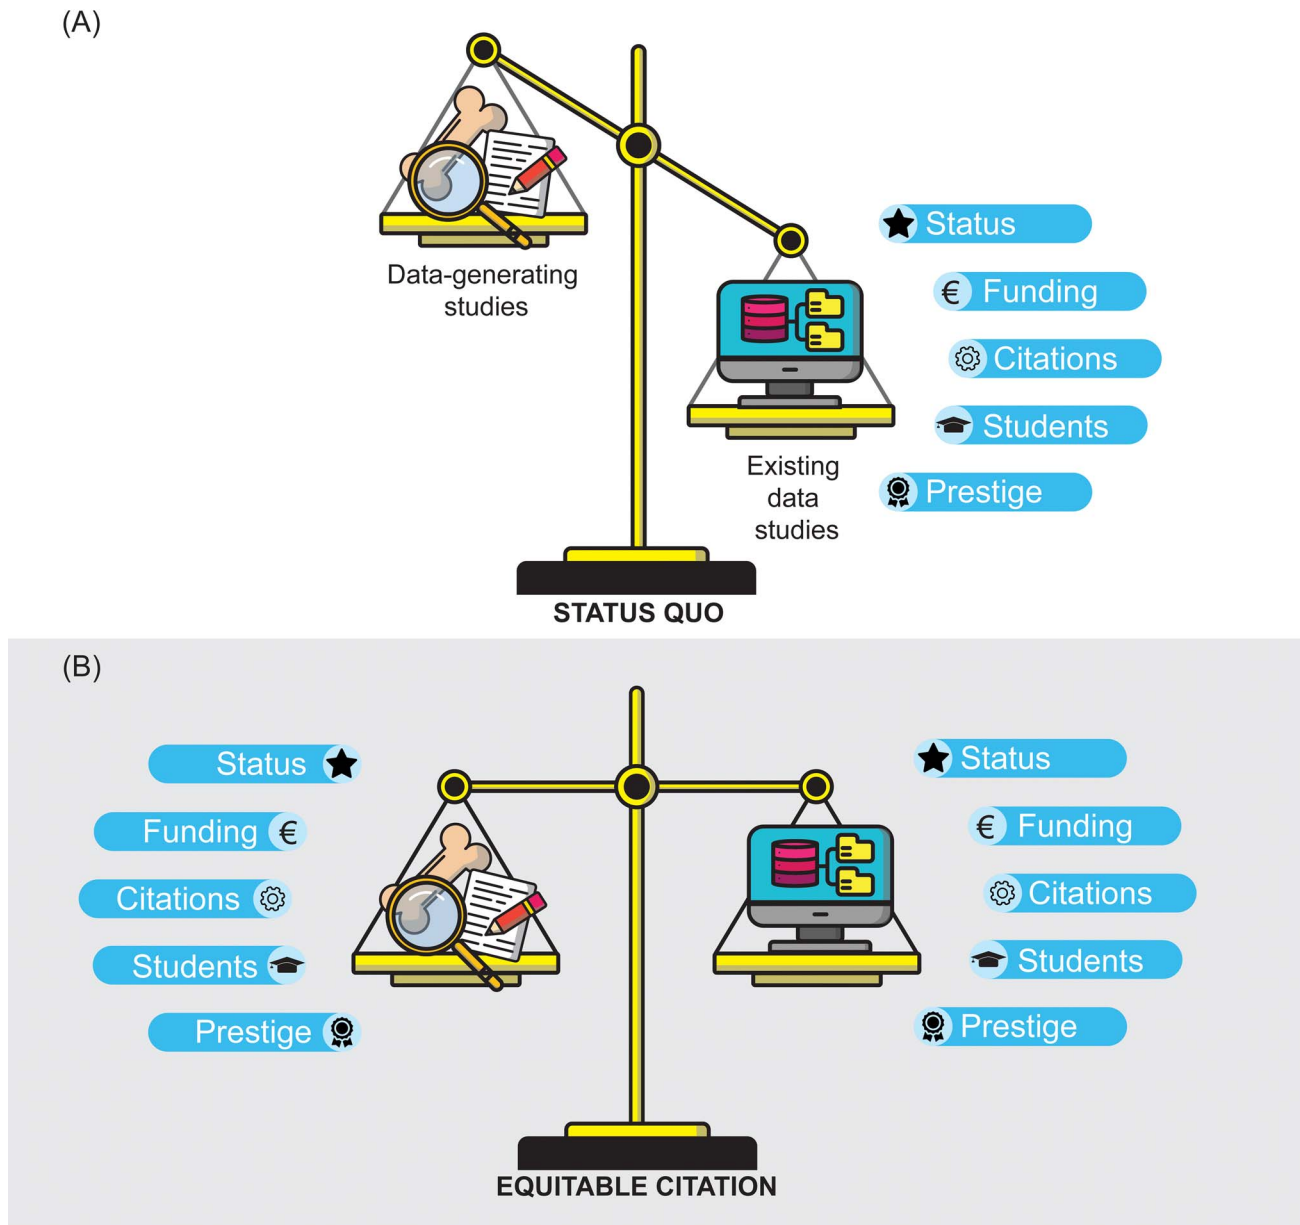 (A)
Data-generating
studies
Status
€ Funding
Citations
Students
Prestige
Existing
data
studies
STATUS QUO
(B)
Status
Funding €
Citations
Students
Prestige
Status
€ Funding
Citations
Students
Prestige
EQUITABLE CITATION